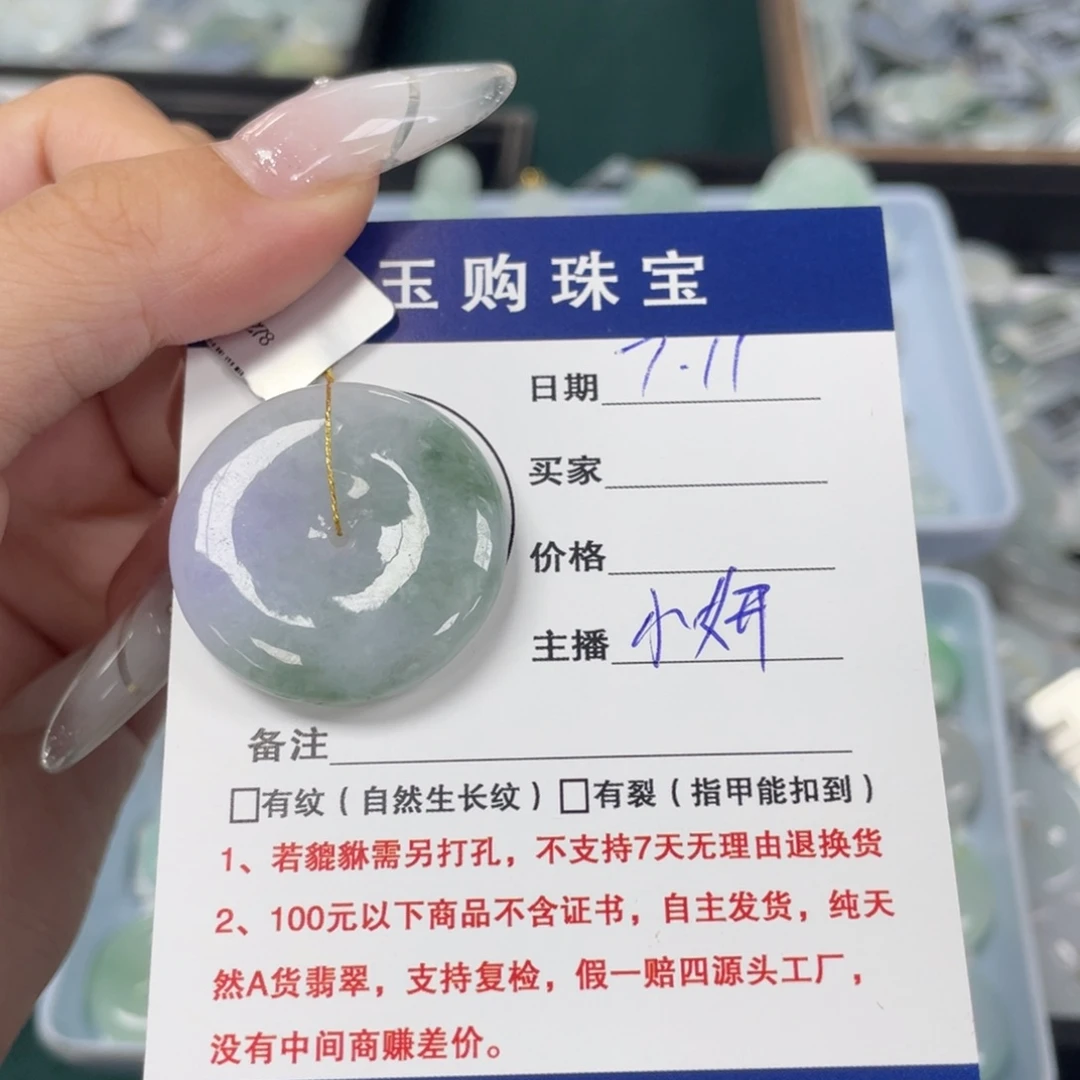 玉购珠宝
278
日期 7.11
买家
价格
主播 小妍
备注
□有纹（自然生长纹）□有裂（指甲能扣到）
1、若貔貅需另打孔，不支持7天无理由退换货
2、100元以下商品不含证书，自主发货，纯天
然A货翡翠，支持复检，假一赔四源头工厂，
没有中间商赚差价。